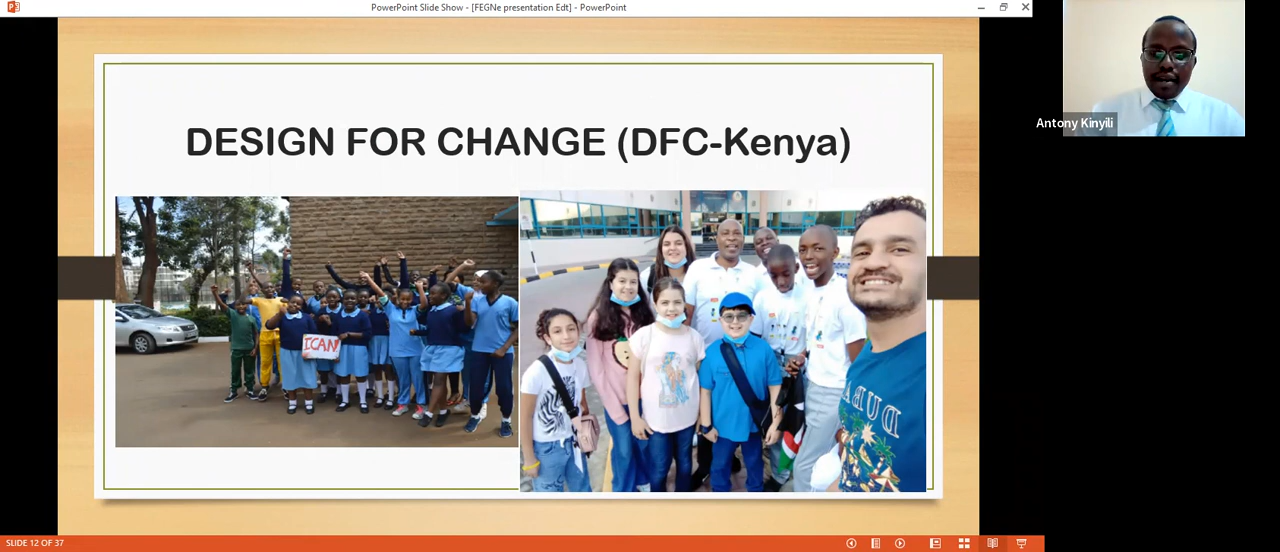 PowerPoint Slide Show - [FEGNe presentation Edt] - PowerPoint
Antony Kinyili
DESIGN FOR CHANGE (DFC-Kenya)
I CAN
DUBA
SLIDE 12 OF 37